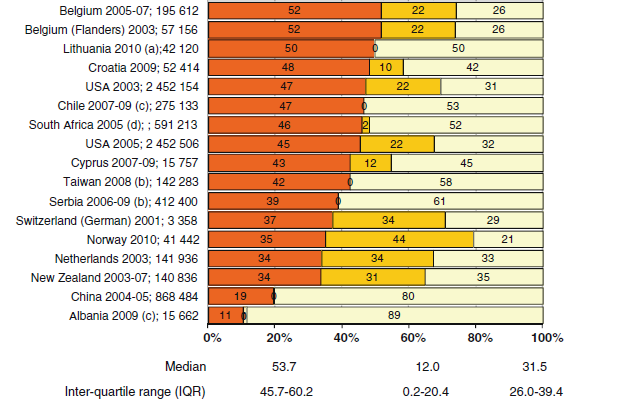 Belgium 2005-07; 195 612 52 22 26
Belgium (Flanders) 2003; 57 156 52 22 26
Lithuania 2010 (a);42 120 50 0 50
Croatia 2009; 52 414 48 10 42
USA 2003; 2 452 154 47 22 31
Chile 2007-09 (c); 275 133 47 0 53
South Africa 2005 (d); ; 591 213 46 2 52
USA 2005; 2 452 506 45 22 32
Cyprus 2007-09; 15 757 43 12 45
Taiwan 2008 (b); 142 283 42 0 58
Serbia 2006-09 (b); 412 400 39 0 61
Switzerland (German) 2001; 3 358 37 34 29
Norway 2010; 41 442 35 44 21
Netherlands 2003; 141 936 34 34 33
New Zealand 2003-07; 140 836 34 31 35
China 2004-05; 868 484 19 0 80
Albania 2009 (c); 15 662 11 0 89
0% 20% 40% 60% 80% 100%
Median 53.7 12.0 31.5
Inter-quartile range (IQR) 45.7-60.2 0.2-20.4 26.0-39.4